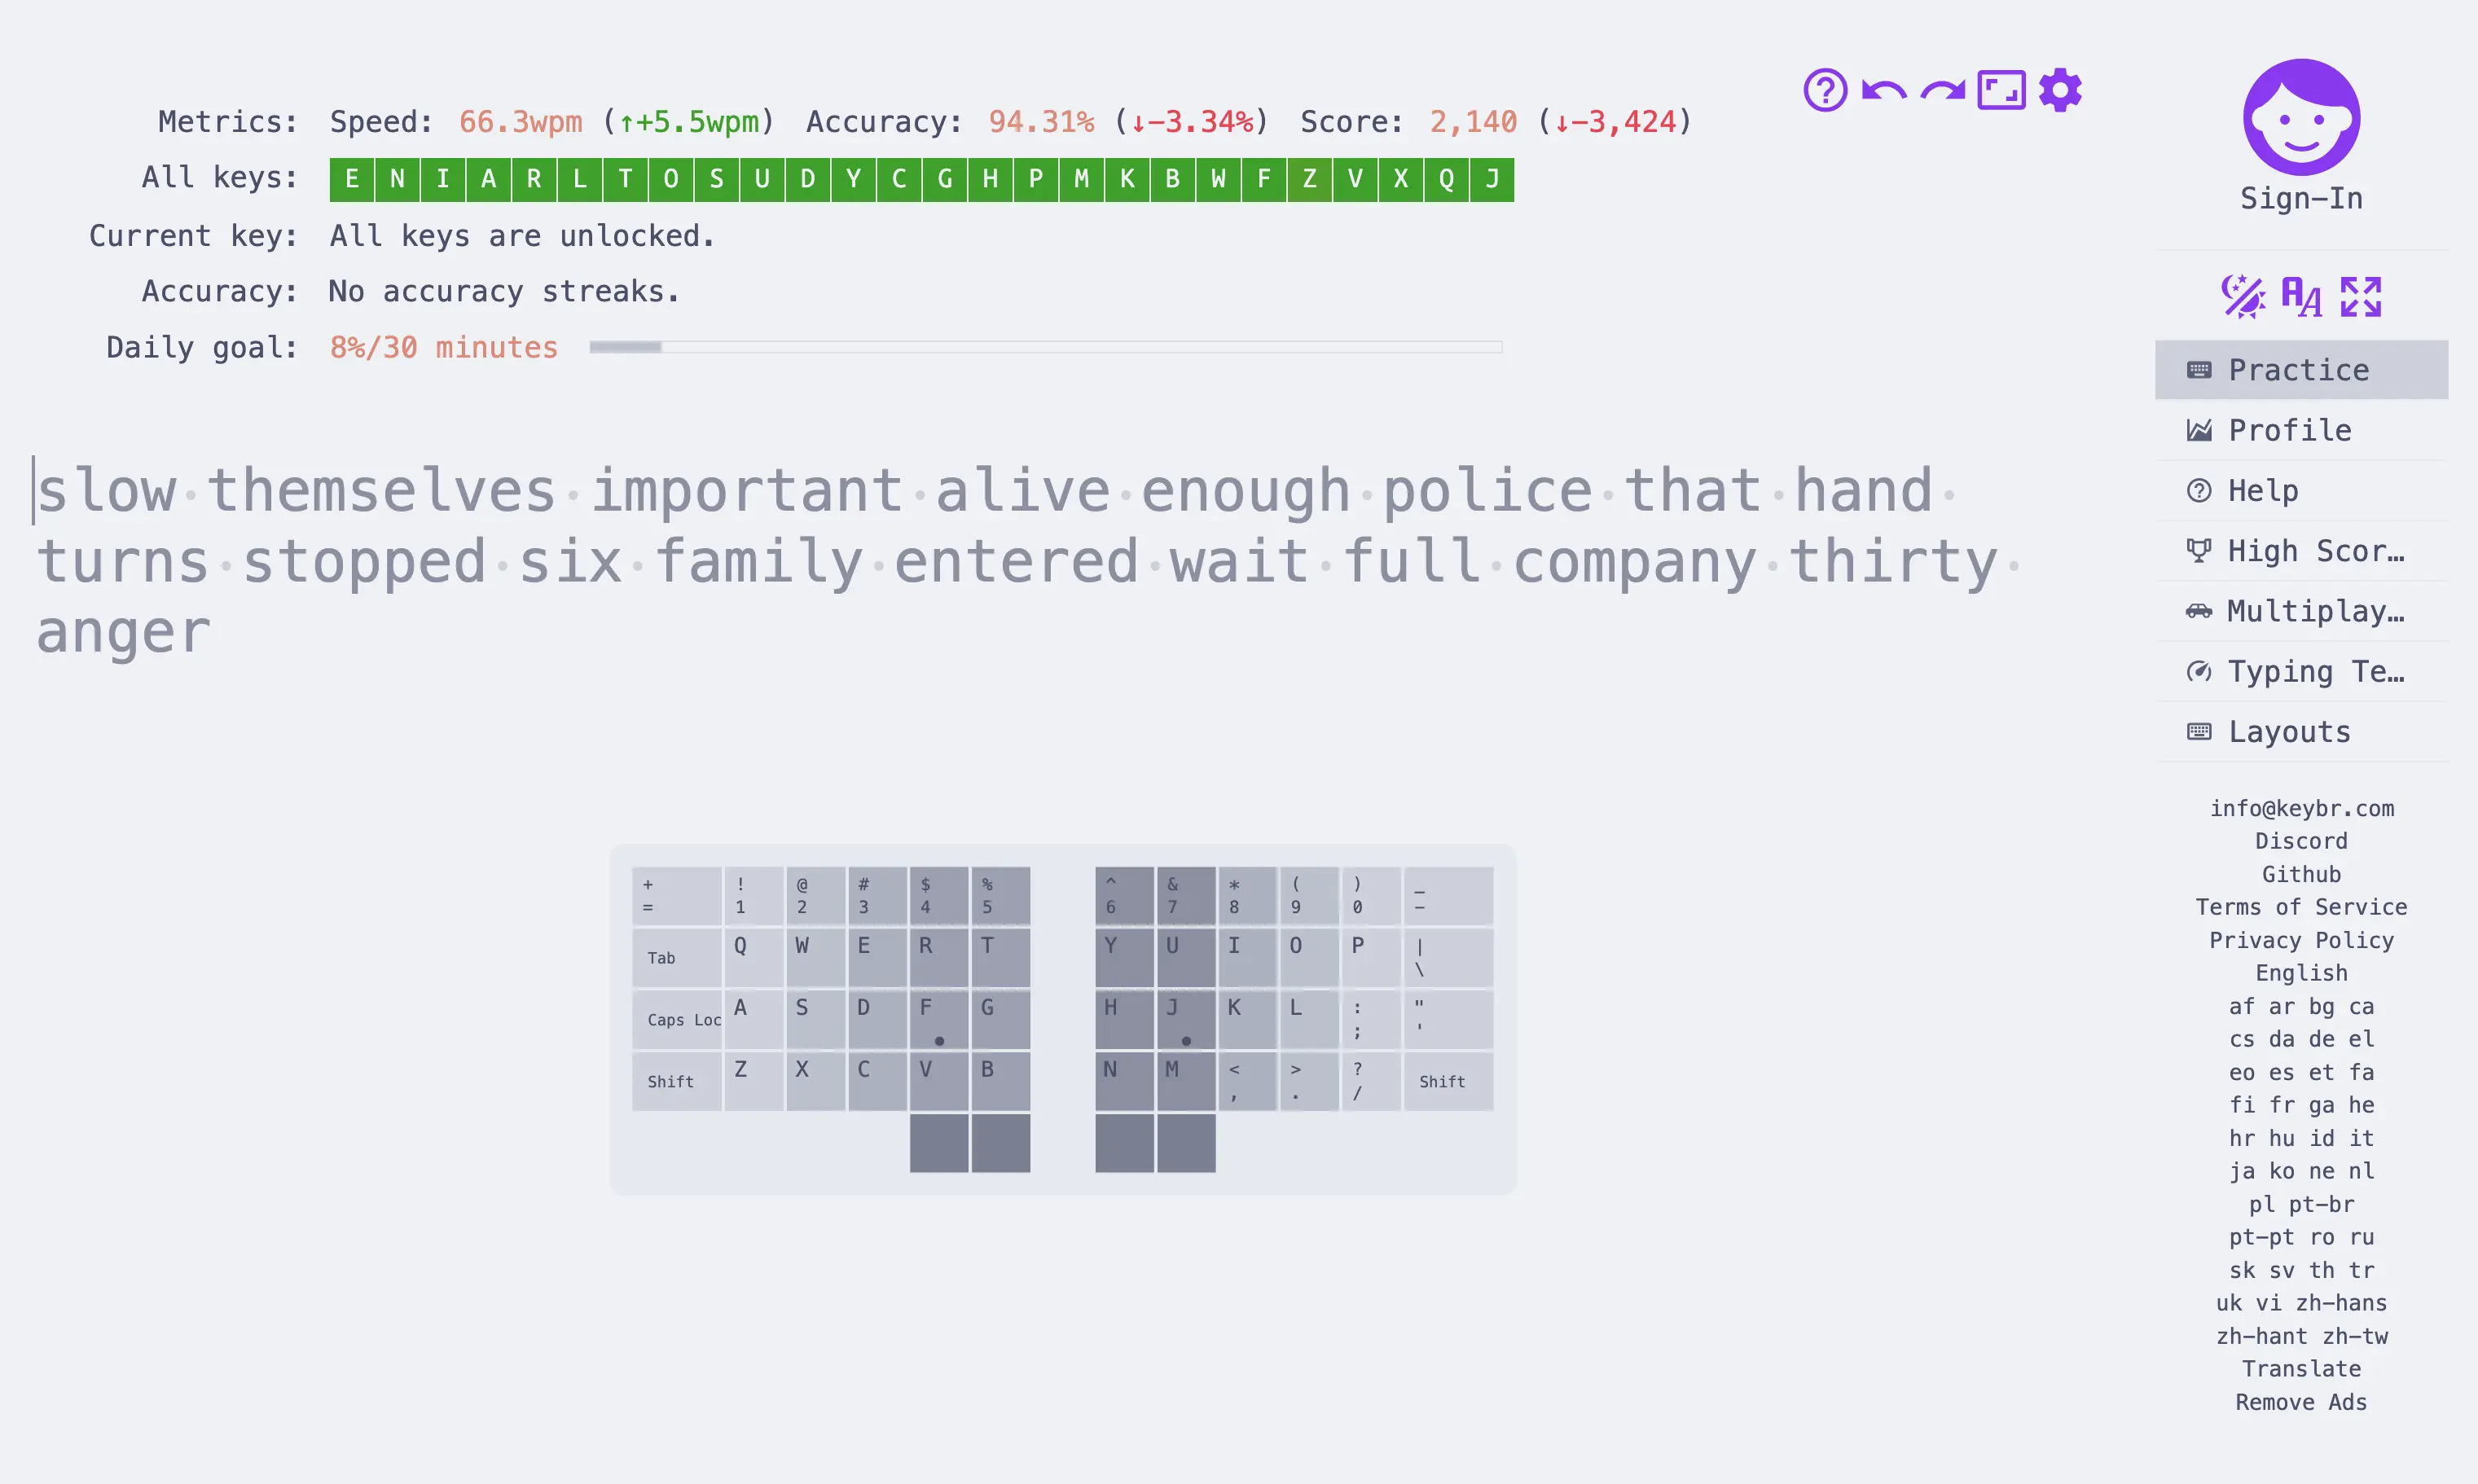 Metrics: Speed: 66.3wpm (↑+5.5wpm) Accuracy: 94.31% (↓−3.34%) Score: 2,140 (↓−3,424)
All keys: E N I A R L T O S U D Y C G H P M K B W F Z V X Q J
Current key: All keys are unlocked.
Accuracy: No accuracy streaks.
Daily goal: 8%/30 minutes
slow·themselves·important·alive·enough·police·that·hand·
turns·stopped·six·family·entered·wait·full·company·thirty·
anger
+ ! @ # $ % ^ & * ( ) _
= 1 2 3 4 5 6 7 8 9 0 −
Tab Q W E R T Y U I O P | \
Caps Loc A S D F G H J K L : ; " '
Shift Z X C V B N M < , > . ? / Shift
Sign-In
Practice
Profile
Help
High Scor…
Multiplay…
Typing Te…
Layouts
info@keybr.com
Discord
Github
Terms of Service
Privacy Policy
English
af ar bg ca
cs da de el
eo es et fa
fi fr ga he
hr hu id it
ja ko ne nl
pl pt-br
pt-pt ro ru
sk sv th tr
uk vi zh-hans
zh-hant zh-tw
Translate
Remove Ads